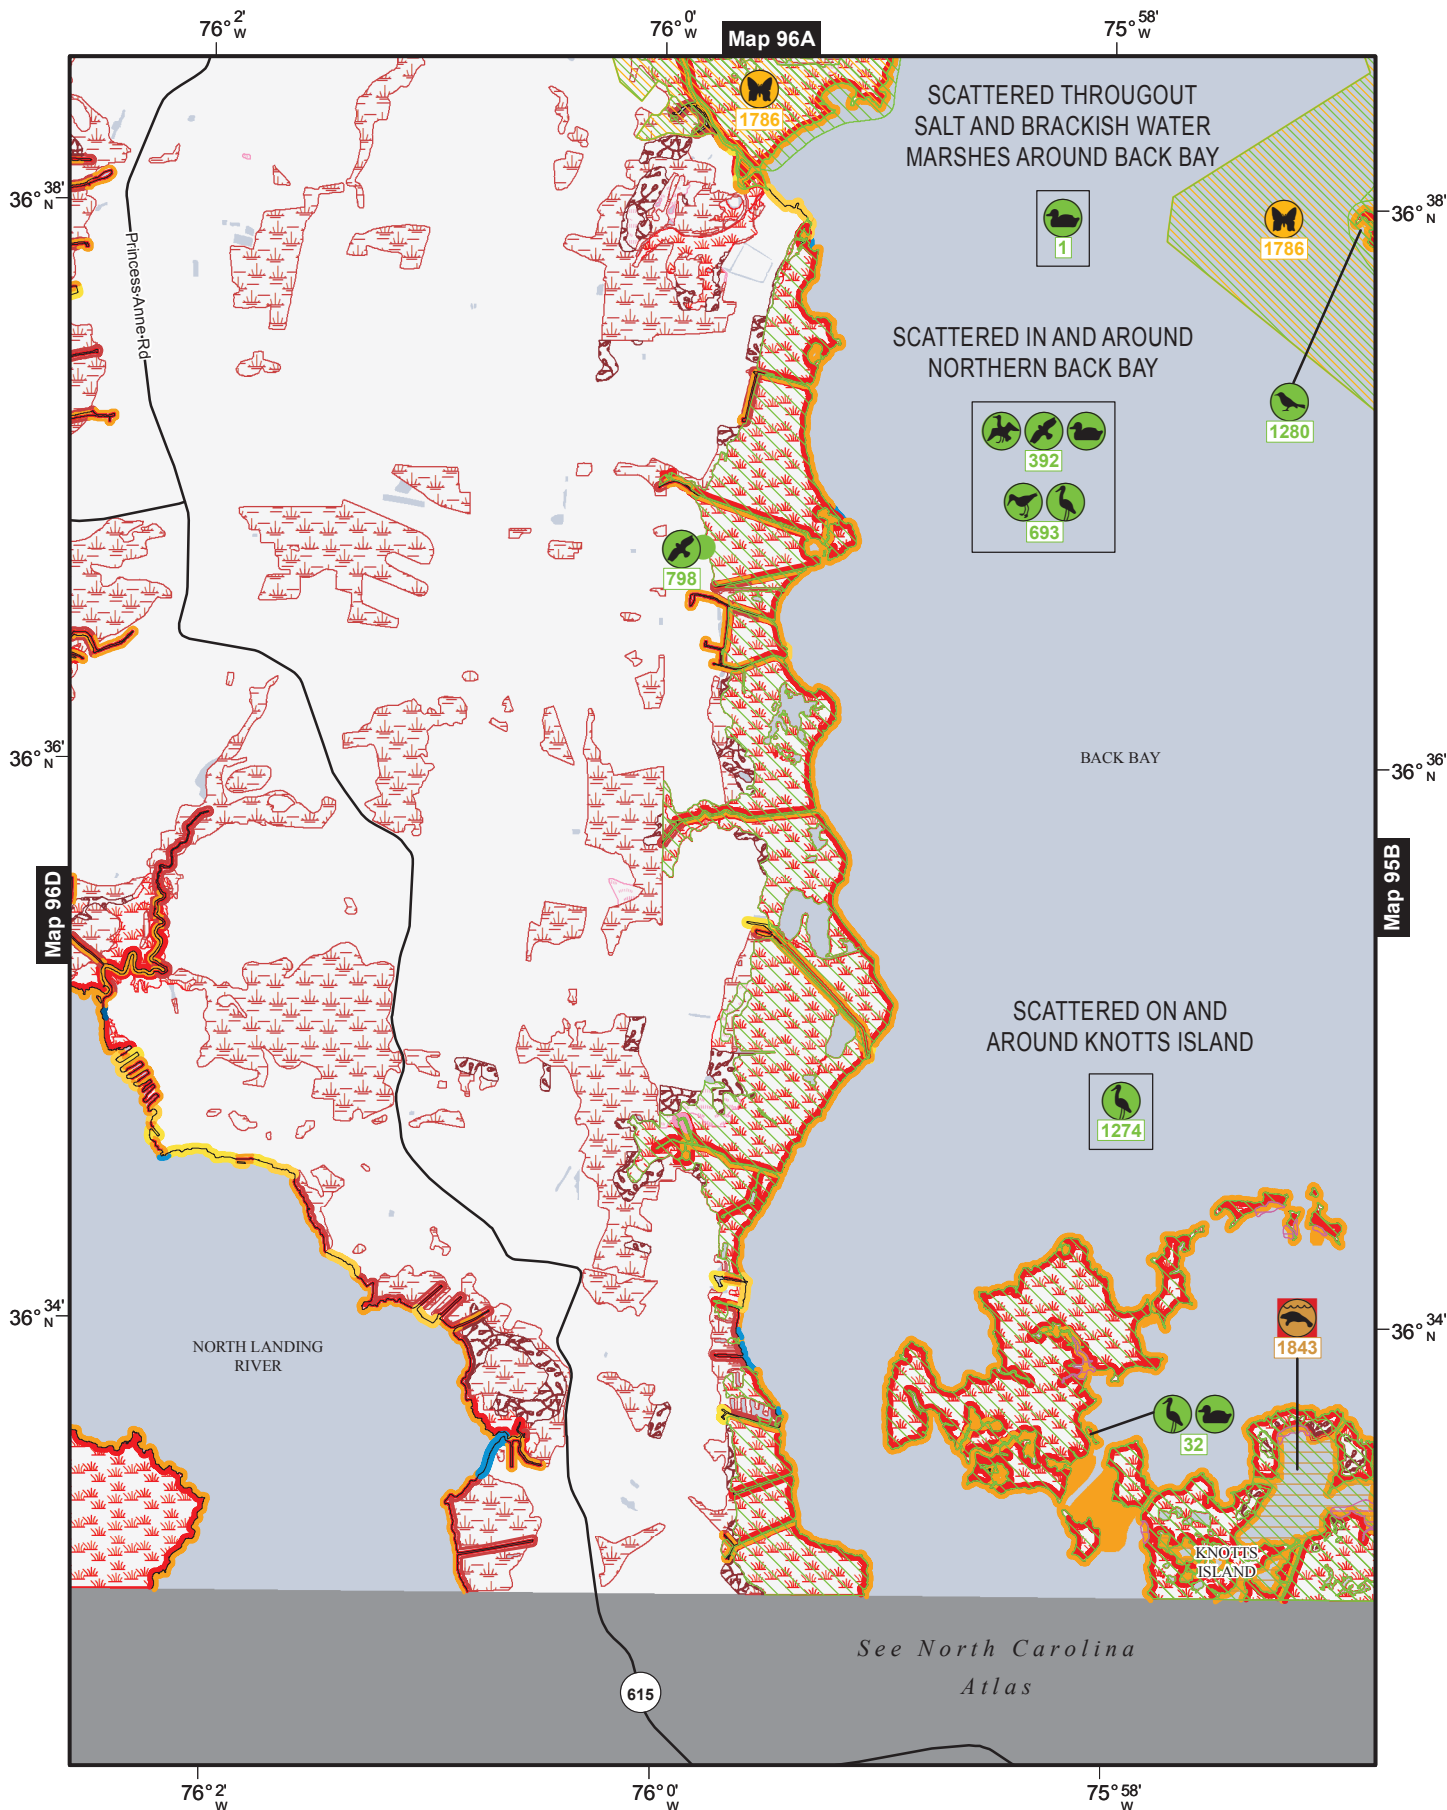 76° 2' W
76° 0' W
75° 58' W
Map 96A
SCATTERED THROUGOUT
SALT AND BRACKISH WATER
MARSHES AROUND BACK BAY
1786
1
36° 38' N
36° 38' N
1786
Princess Anne Rd
SCATTERED IN AND AROUND
NORTHERN BACK BAY
1280
392
693
798
36° 36' N
BACK BAY
36° 36' N
Map 96D
Map 95B
SCATTERED ON AND
AROUND KNOTTS ISLAND
1274
36° 34' N
36° 34' N
NORTH LANDING
RIVER
1843
32
KNOTTS
ISLAND
See North Carolina
Atlas
615
76° 2' W
76° 0' W
75° 58' W